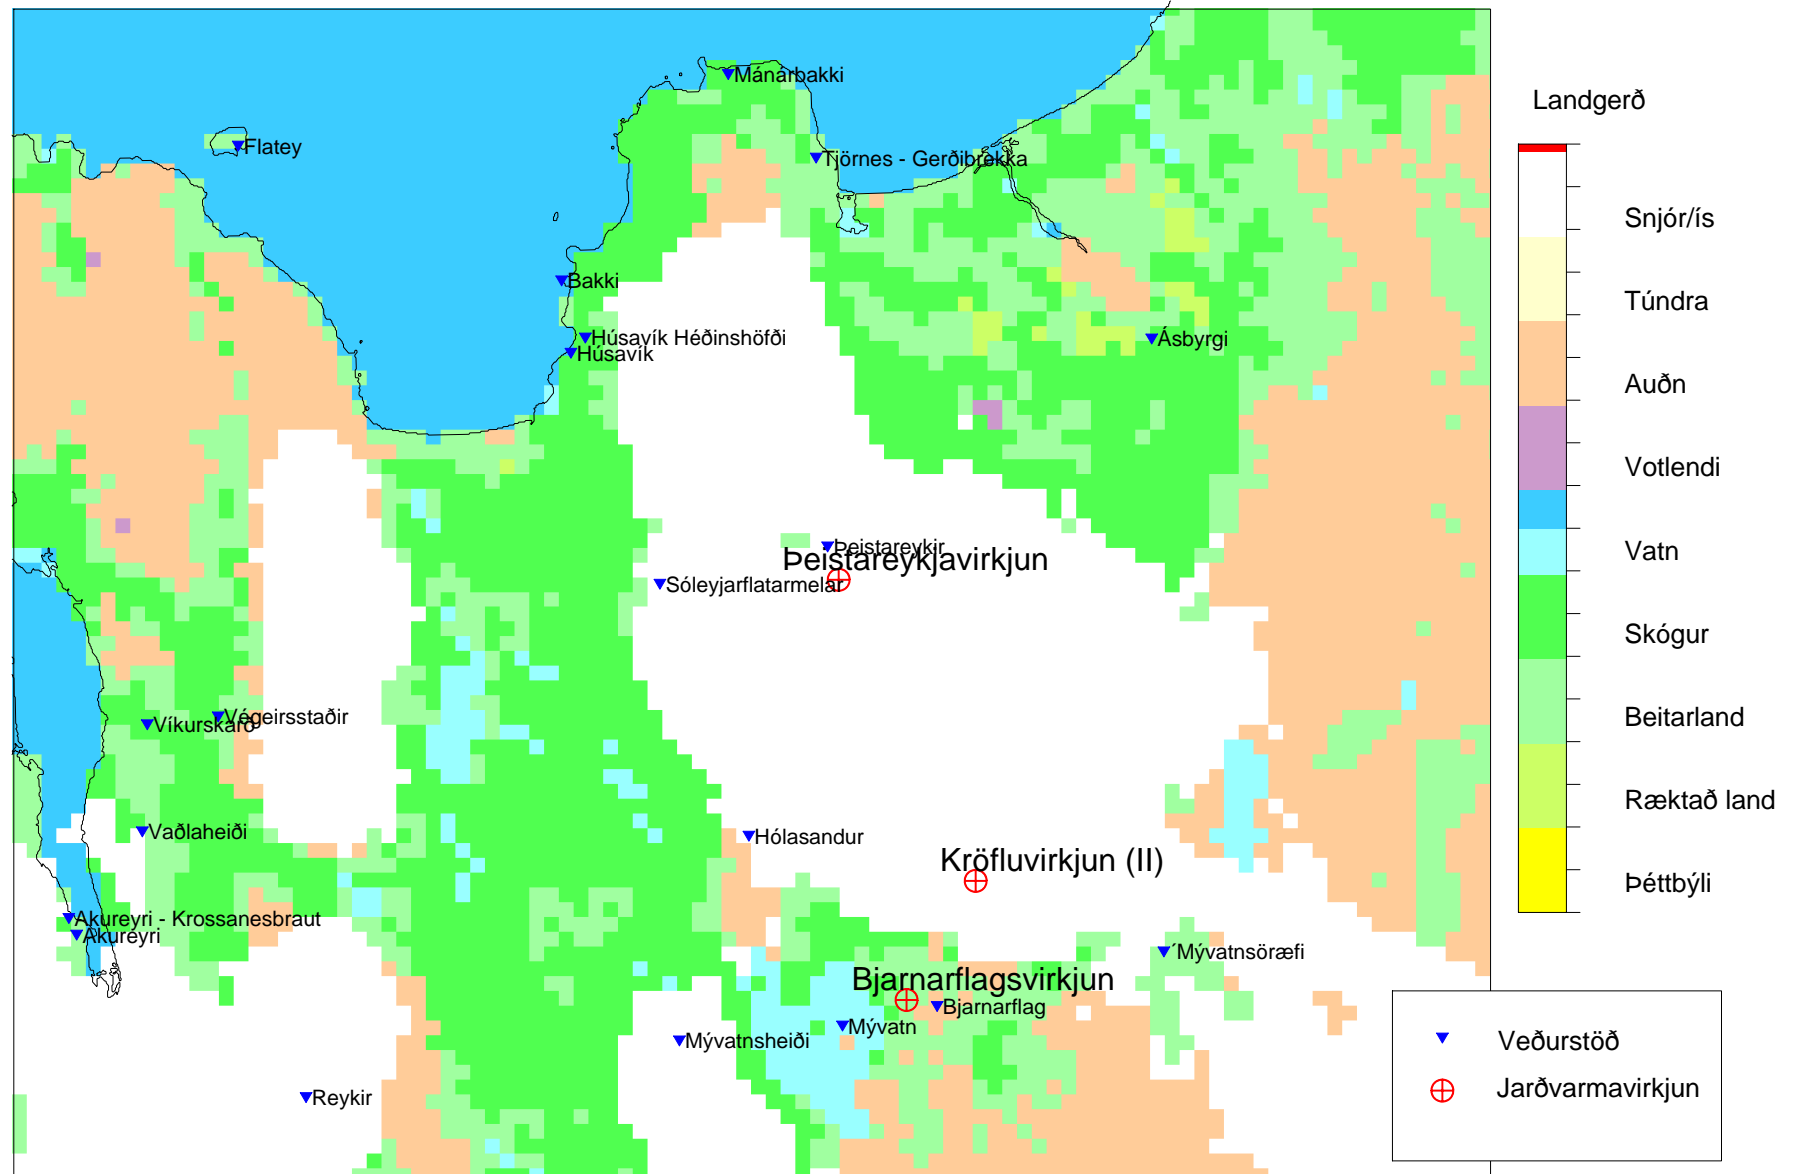 Mánárbakki
Landgerð
Flatey
Tjörnes - Gerðibrekka
Snjór/ís
Bakki
Túndra
Húsavík Héðinshöfði
Ásbyrgi
Húsavík
Auðn
Votlendi
Þeistareykir
Vatn
Þeistareykjavirkjun
Sóleyjarflatarmelar
Skógur
Végeirsstaðir
Víkurskarð
Beitarland
Ræktað land
Vaðlaheiði
Hólasandur
Kröfluvirkjun (II)
Þéttbýli
Akureyri - Krossanesbraut
Akureyri
´Mývatnsöræfi
Bjarnarflagsvirkjun
Bjarnarflag
Mývatn
Mývatnsheiði
Veðurstöð
Reykir
Jarðvarmavirkjun